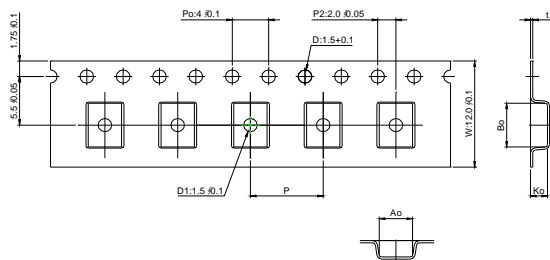 Po:4 ±0.1
P2:2.0 ±0.05
t
1.75 ±0.1
D:1.5+0.1
5.5 ±0.05
W:12.0 ±0.1
Bo
D1:1.5 ±0.1
P
Ko
Ao